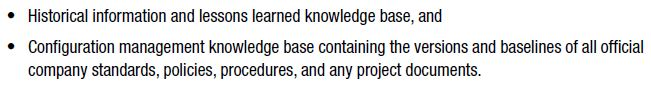 • Historical information and lessons learned knowledge base, and
• Configuration management knowledge base containing the versions and baselines of all official
company standards, policies, procedures, and any project documents.